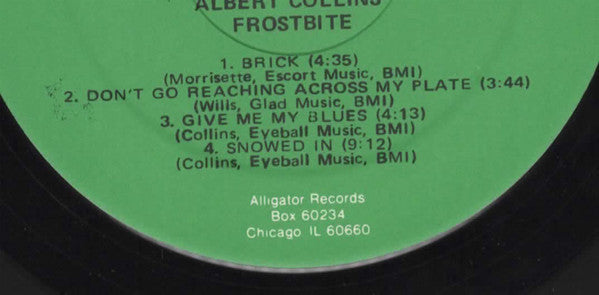 ALBERT COLLINS
FROSTBITE
1. BRICK (4:35)
(Morrisette, Escort Music, BMI)
2. DON'T GO REACHING ACROSS MY PLATE (3:44)
(Wills, Glad Music, BMI)
3. GIVE ME MY BLUES (4:13)
(Collins, Eyeball Music, BMI)
4. SNOWED IN (9:12)
(Collins, Eyeball Music, BMI)
Alligator Records
Box 60234
Chicago IL 60660